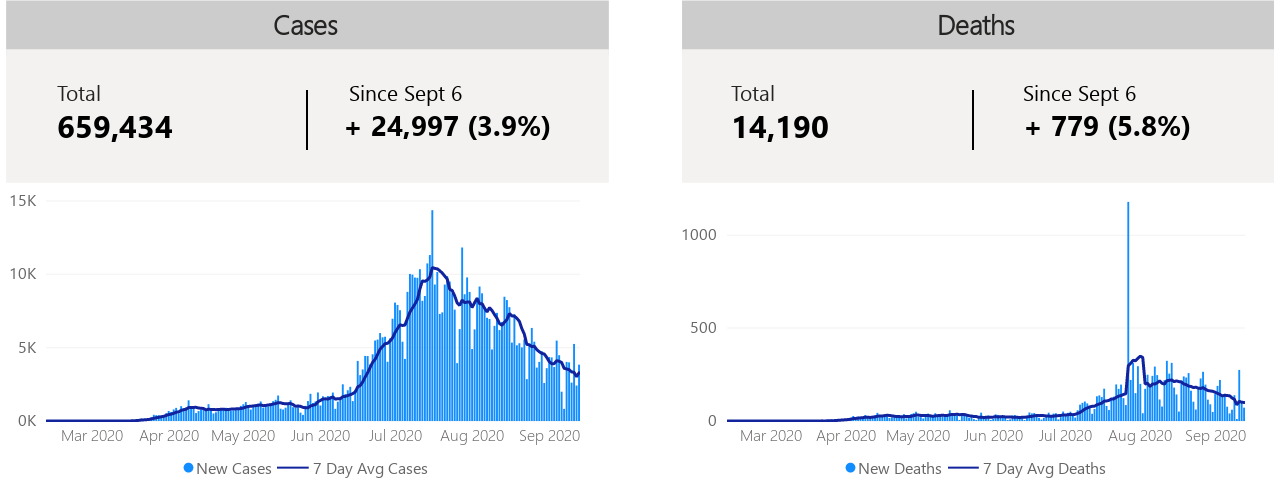 Cases
Total
659,434
Since Sept 6
+ 24,997 (3.9%)
15K
10K
5K
0K
Mar 2020 Apr 2020 May 2020 Jun 2020 Jul 2020 Aug 2020 Sep 2020
New Cases 7 Day Avg Cases
Deaths
Total
14,190
Since Sept 6
+ 779 (5.8%)
1000
500
0
Mar 2020 Apr 2020 May 2020 Jun 2020 Jul 2020 Aug 2020 Sep 2020
New Deaths 7 Day Avg Deaths